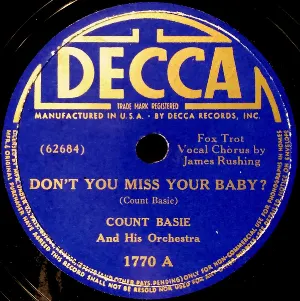 DECCA
TRADE MARK REGISTERED
MANUFACTURED IN U.S.A. - BY DECCA RECORDS, INC.
(62684)
Fox Trot
Vocal Chorus by
James Rushing
DON'T YOU MISS YOUR BABY?
(Count Basie)
COUNT BASIE
And His Orchestra
1770 A